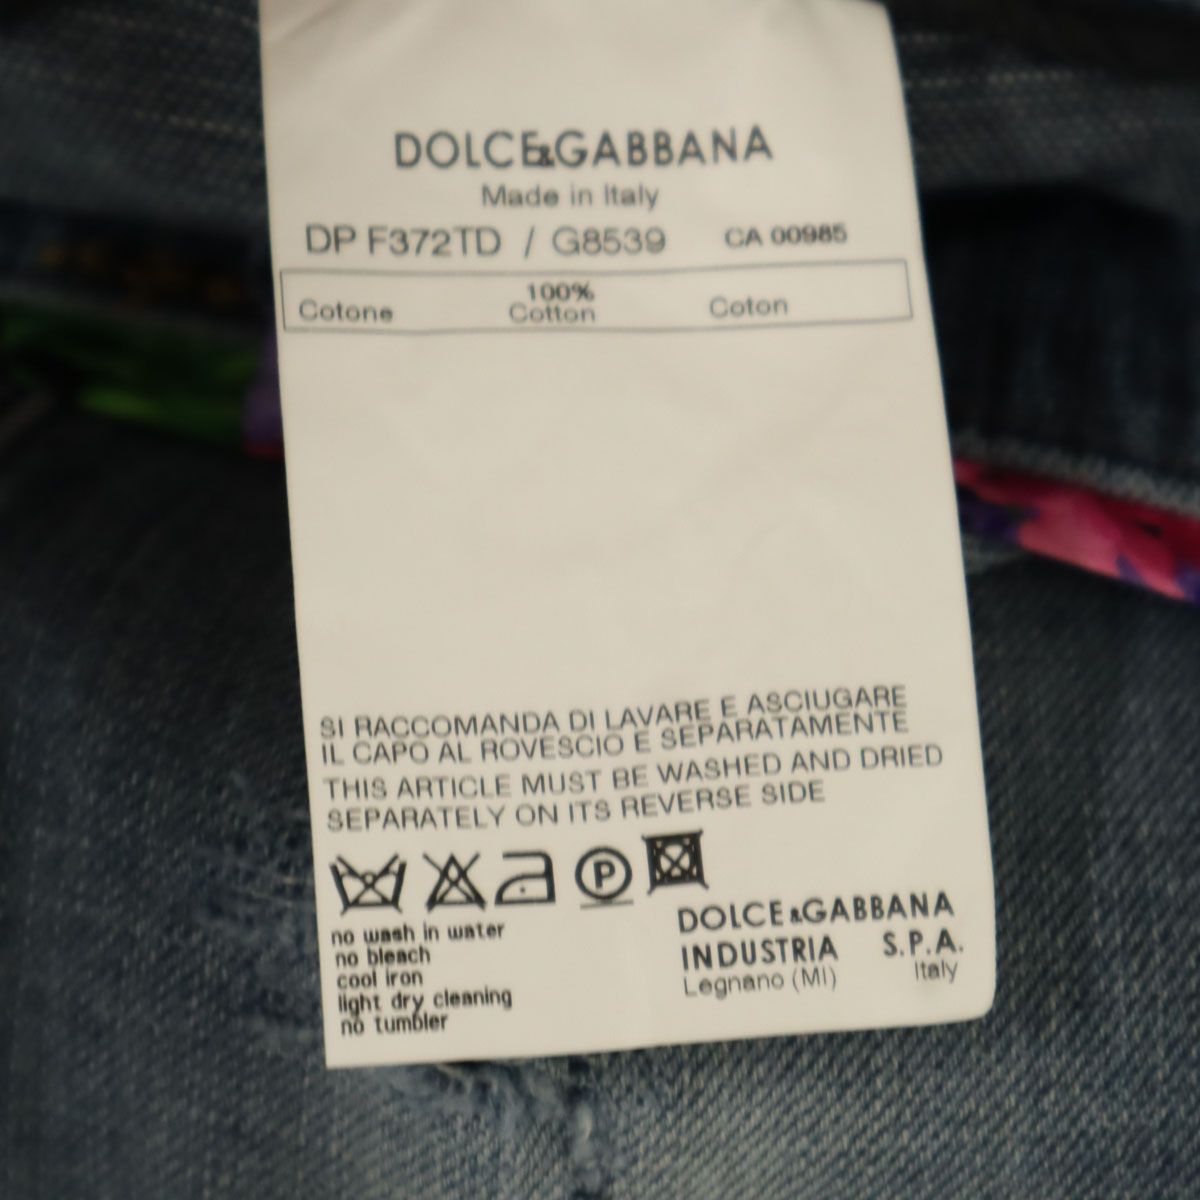 DOLCE&GABBANA
Made in Italy
DP F372TD / G8539 CA 00985
100%
Cotone Cotton Coton
SI RACCOMANDA DI LAVARE E ASCIUGARE
IL CAPO AL ROVESCIO E SEPARATAMENTE
THIS ARTICLE MUST BE WASHED AND DRIED
SEPARATELY ON ITS REVERSE SIDE
P
no wash in water
no bleach
cool iron
light dry cleaning
no tumbler
DOLCE&GABBANA
INDUSTRIA S.P.A.
Legnano (MI) Italy